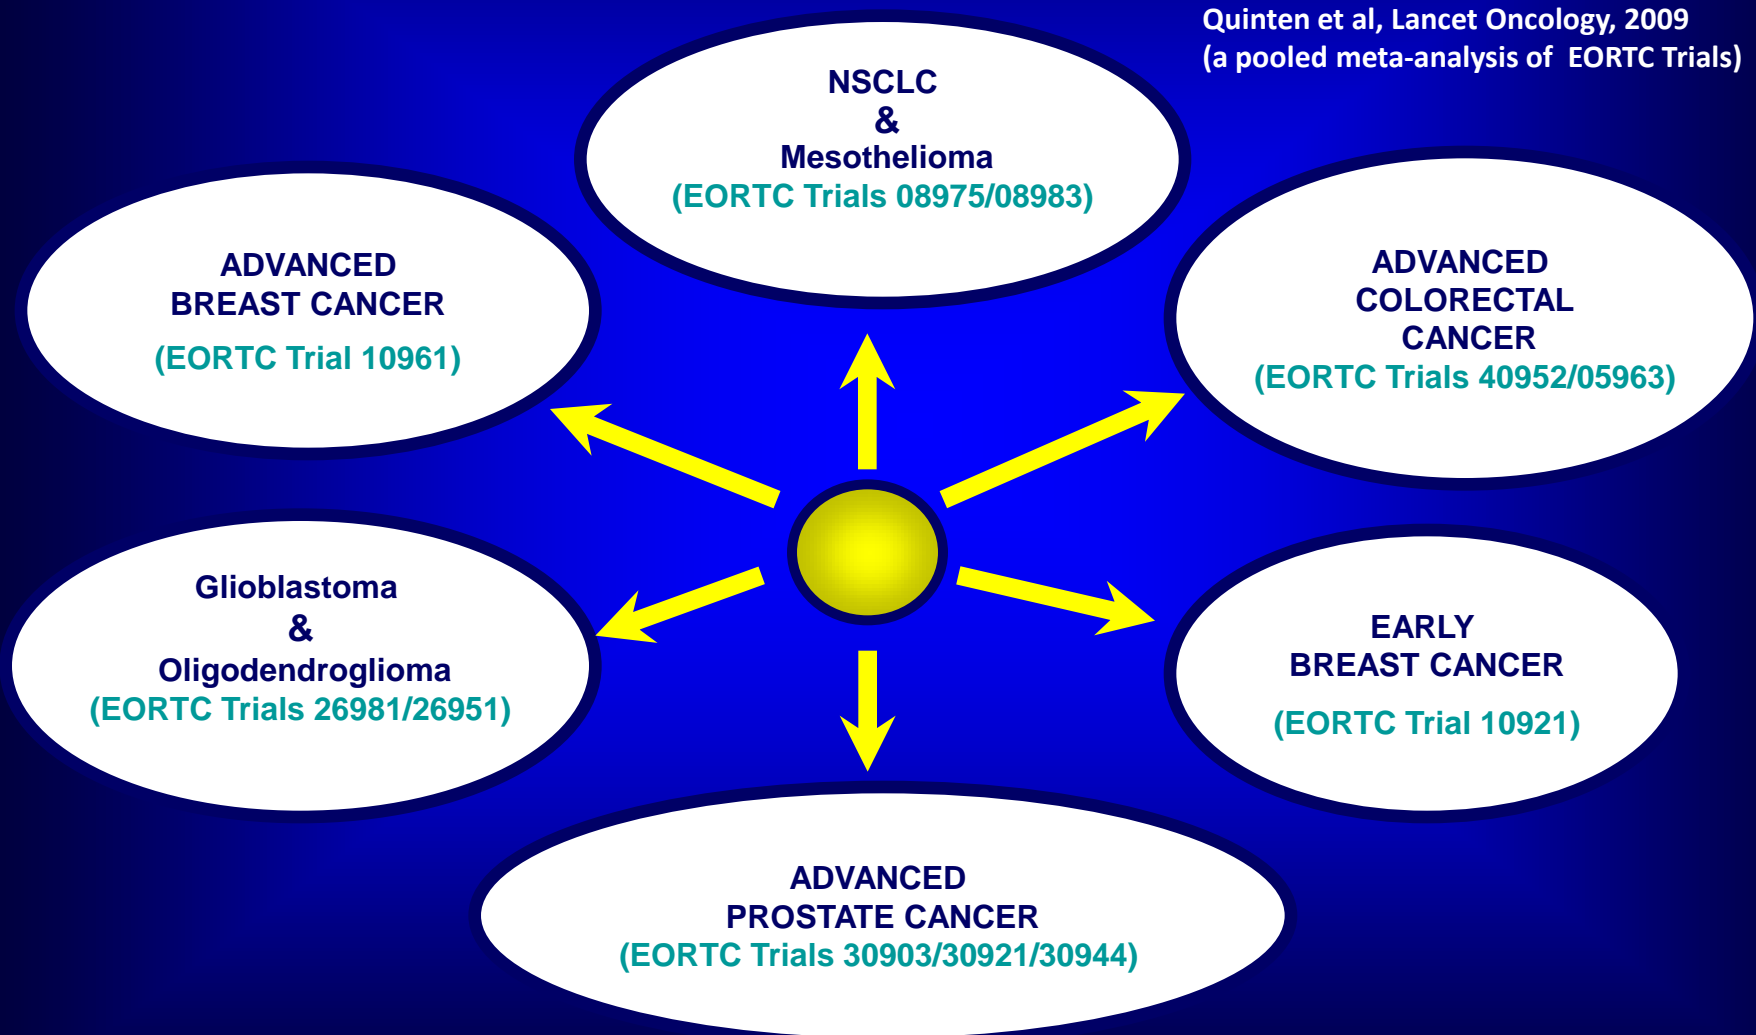 Quinten et al, Lancet Oncology, 2009
(a pooled meta-analysis of EORTC Trials)
NSCLC
&
Mesothelioma
(EORTC Trials 08975/08983)
ADVANCED
BREAST CANCER
(EORTC Trial 10961)
ADVANCED
COLORECTAL
CANCER
(EORTC Trials 40952/05963)
Glioblastoma
&
Oligodendroglioma
(EORTC Trials 26981/26951)
EARLY
BREAST CANCER
(EORTC Trial 10921)
ADVANCED
PROSTATE CANCER
(EORTC Trials 30903/30921/30944)